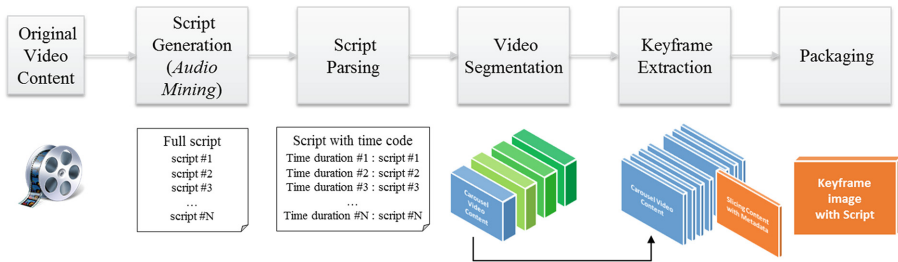 Original
Video
Content
Script
Generation
(Audio
Mining)
Script
Parsing
Video
Segmentation
Keyframe
Extraction
Packaging
Full script
script #1
script #2
script #3
...
script #N
Script with time code
Time duration #1 : script #1
Time duration #2 : script #2
Time duration #3 : script #3
...
Time duration #N : script #N
Carousel
Video
Content
Carousel Video
Content
Slicing Content
with Metadata
Keyframe
image
with Script